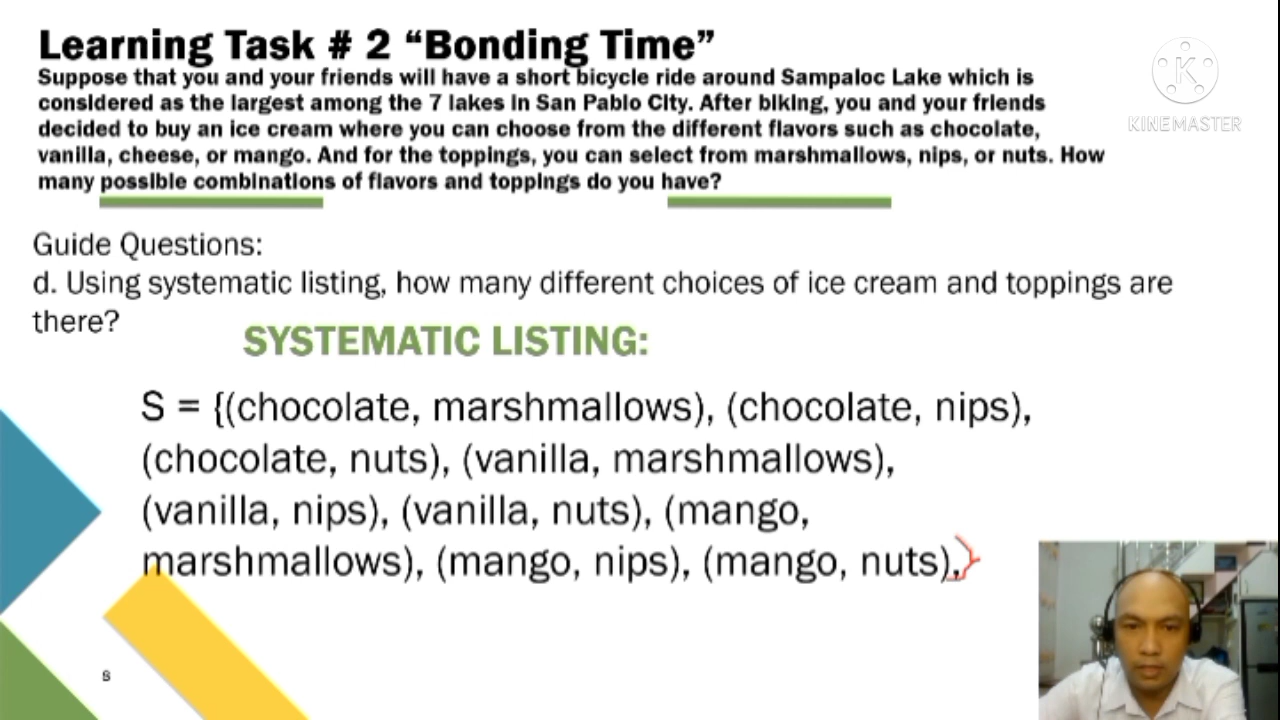 Learning Task # 2 “Bonding Time”
Suppose that you and your friends will have a short bicycle ride around Sampaloc Lake which is
considered as the largest among the 7 lakes in San Pablo City. After biking, you and your friends
decided to buy an ice cream where you can choose from the different flavors such as chocolate,
vanilla, cheese, or mango. And for the toppings, you can select from marshmallows, nips, or nuts. How
many possible combinations of flavors and toppings do you have?
KINEMASTER
Guide Questions:
d. Using systematic listing, how many different choices of ice cream and toppings are
there?
SYSTEMATIC LISTING:
S = {(chocolate, marshmallows), (chocolate, nips),
(chocolate, nuts), (vanilla, marshmallows),
(vanilla, nips), (vanilla, nuts), (mango,
marshmallows), (mango, nips), (mango, nuts),}
8